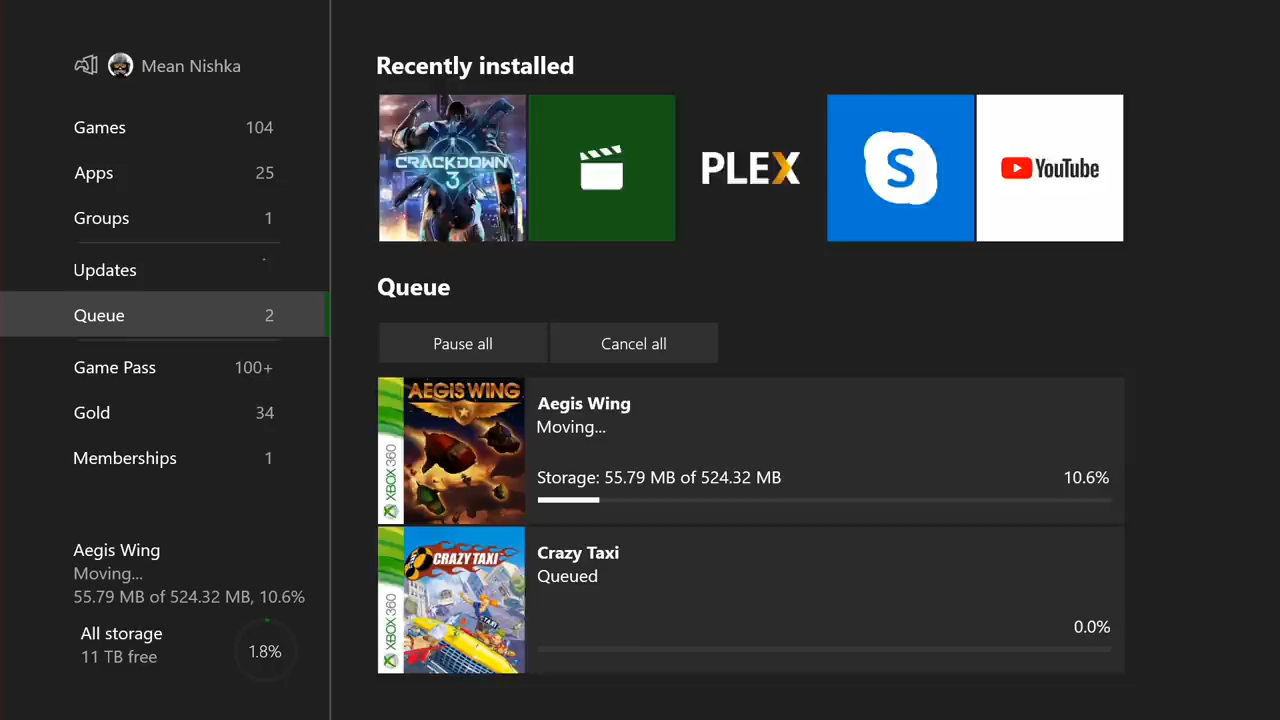 Mean Nishka
Games 104
Apps 25
Groups 1
Updates
Queue 2
Game Pass 100+
Gold 34
Memberships 1
Aegis Wing
Moving...
55.79 MB of 524.32 MB, 10.6%
All storage
11 TB free
1.8%
Recently installed
CRACKDOWN
3
PLEX
S
YouTube
Queue
Pause all Cancel all
AEGIS WING
XBOX 360
Aegis Wing
Moving...
Storage: 55.79 MB of 524.32 MB 10.6%
CRAZY TAXI
XBOX 360
TAXI
Crazy Taxi
Queued
0.0%